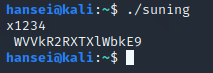 hansei@kali:~$ ./suning
x1234
WVVkR2RXTXlWbkE9
hansei@kali:~$